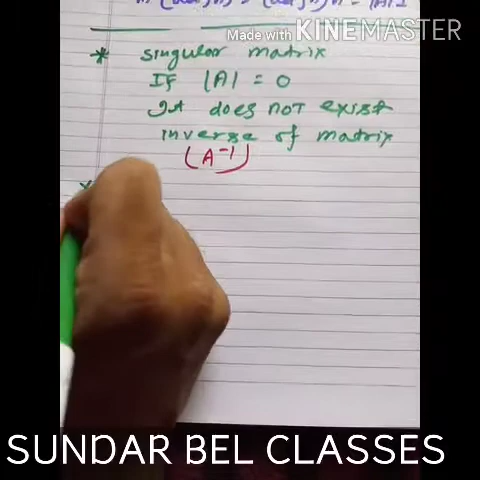 Made with KINEMASTER
* singular matrix
If |A| = 0
It does not exist
inverse of matrix
(A⁻¹)
SUNDAR BEL CLASSES